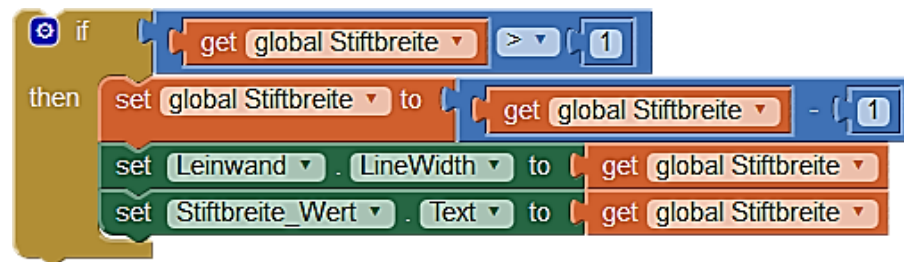 if get global Stiftbreite > 1
then set global Stiftbreite to get global Stiftbreite - 1
set Leinwand . LineWidth to get global Stiftbreite
set Stiftbreite_Wert . Text to get global Stiftbreite